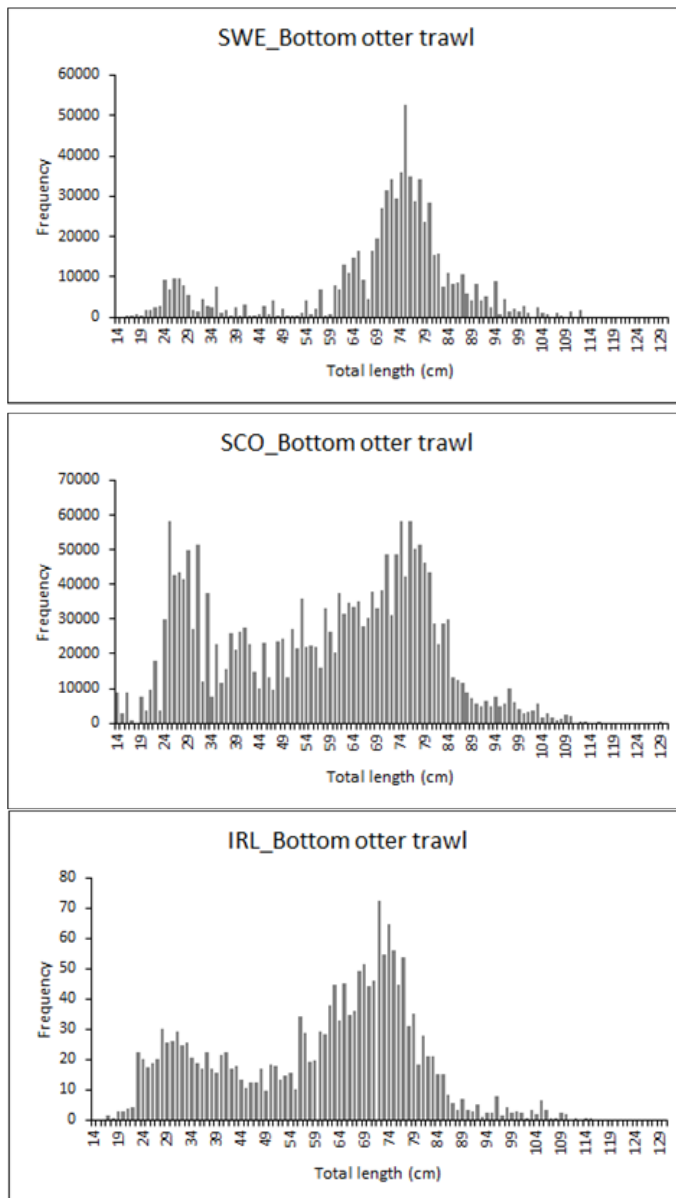 SWE_Bottom otter trawl
60000
50000
40000
30000
20000
10000
0
Frequency
14 19 24 29 34 39 44 49 54 59 64 69 74 79 84 89 94 99 104 109 114 119 124 129
Total length (cm)
SCO_Bottom otter trawl
70000
60000
50000
40000
30000
20000
10000
0
Frequency
14 19 24 29 34 39 44 49 54 59 64 69 74 79 84 89 94 99 104 109 114 119 124 129
Total length (cm)
IRL_Bottom otter trawl
80
70
60
50
40
30
20
10
0
Frequency
14 19 24 29 34 39 44 49 54 59 64 69 74 79 84 89 94 99 104 109 114 119 124 129
Total length (cm)